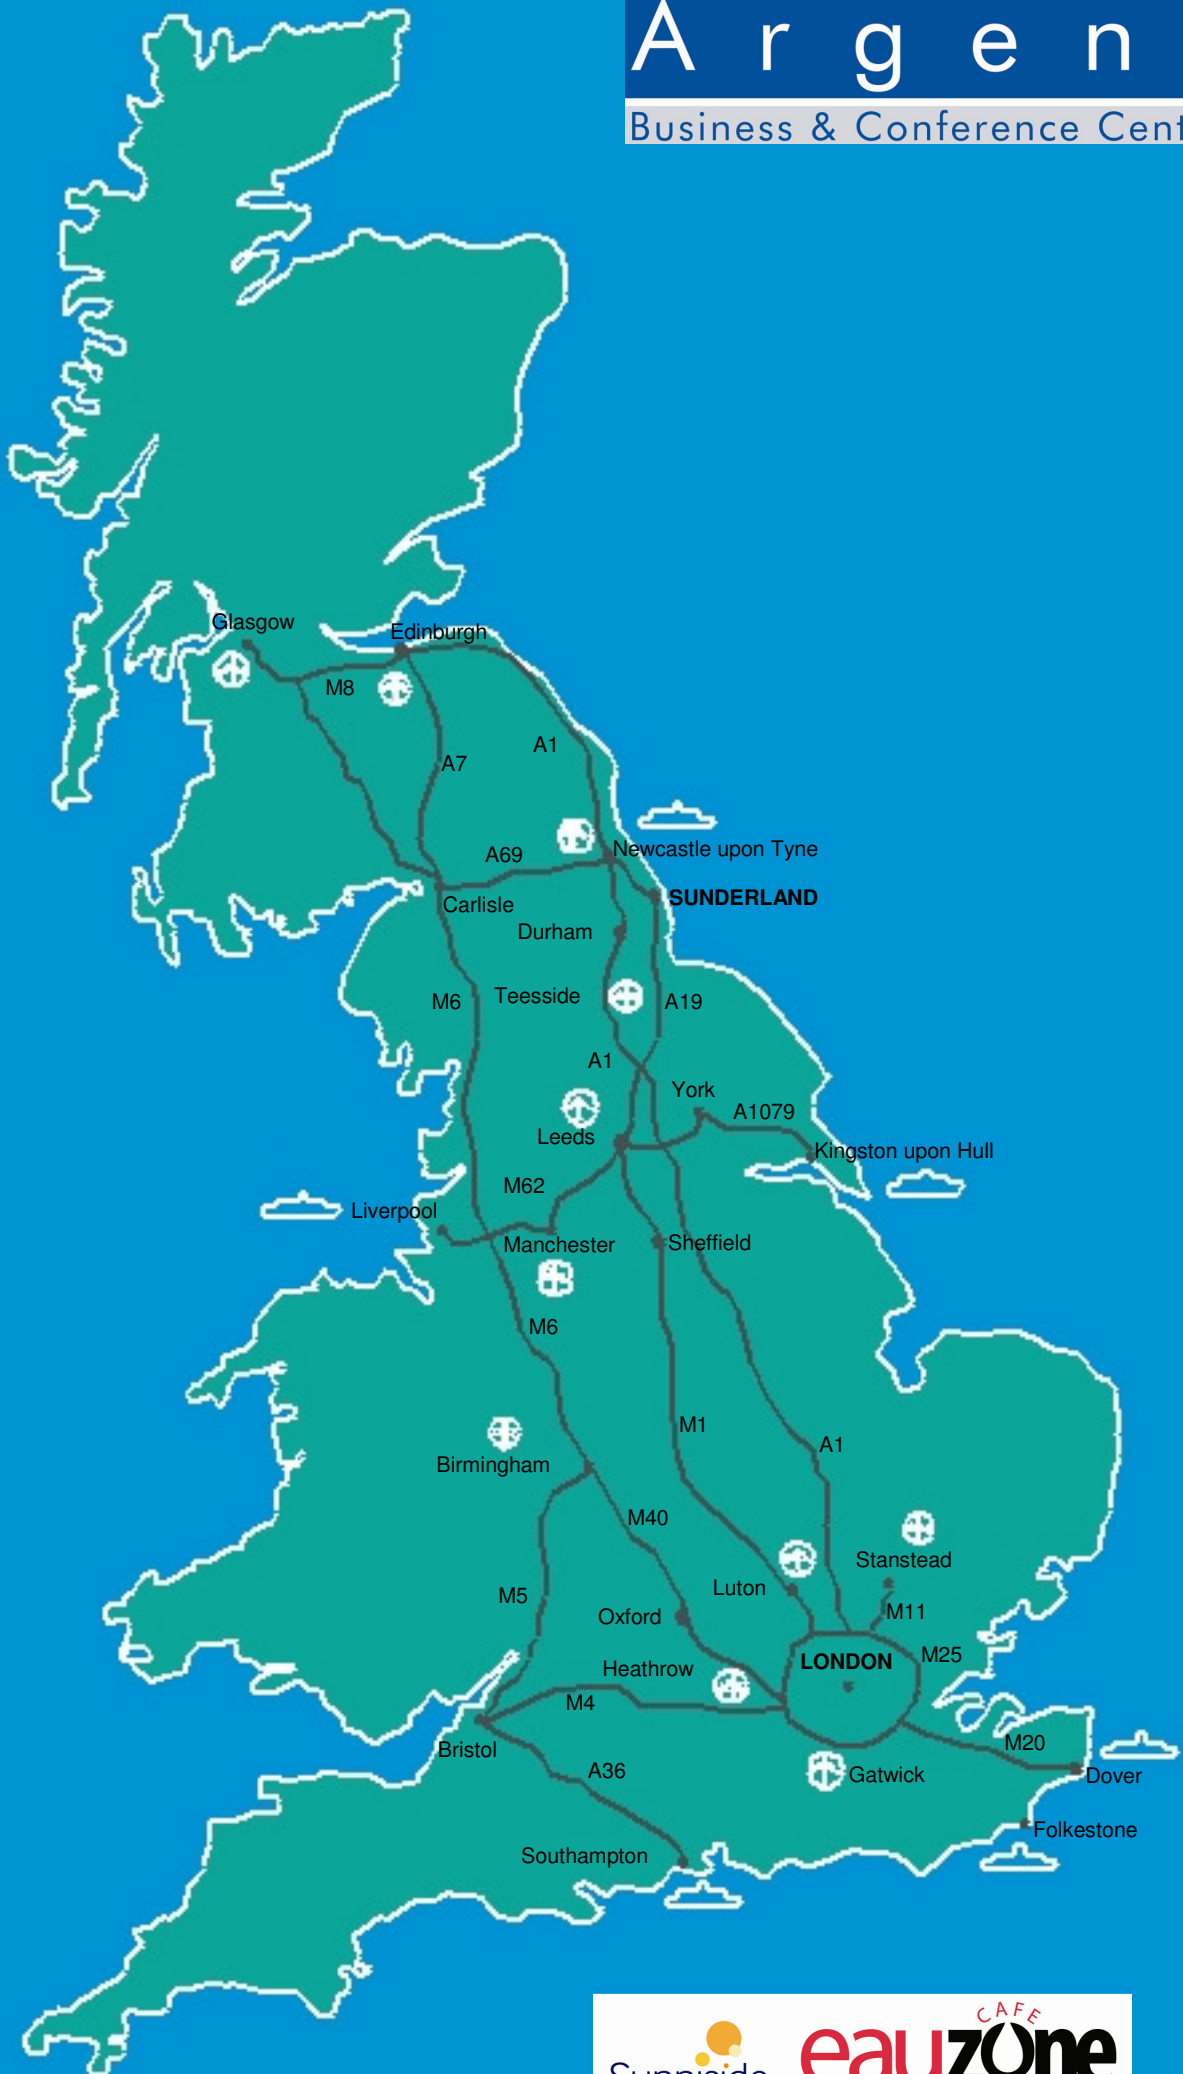 A r g e n
Business & Conference Cent
Glasgow
Edinburgh
M8
A1
A7
Newcastle upon Tyne
A69
SUNDERLAND
Carlisle
Durham
Teesside
M6
A19
A1
York
A1079
Leeds
Kingston upon Hull
M62
Liverpool
Manchester
Sheffield
M6
M1
A1
Birmingham
M40
Stanstead
Luton
M5
M11
Oxford
M25
LONDON
Heathrow
M4
M20
Bristol
A36
Gatwick
Dover
Folkestone
Southampton
CAFE
Sunniside
eauzone